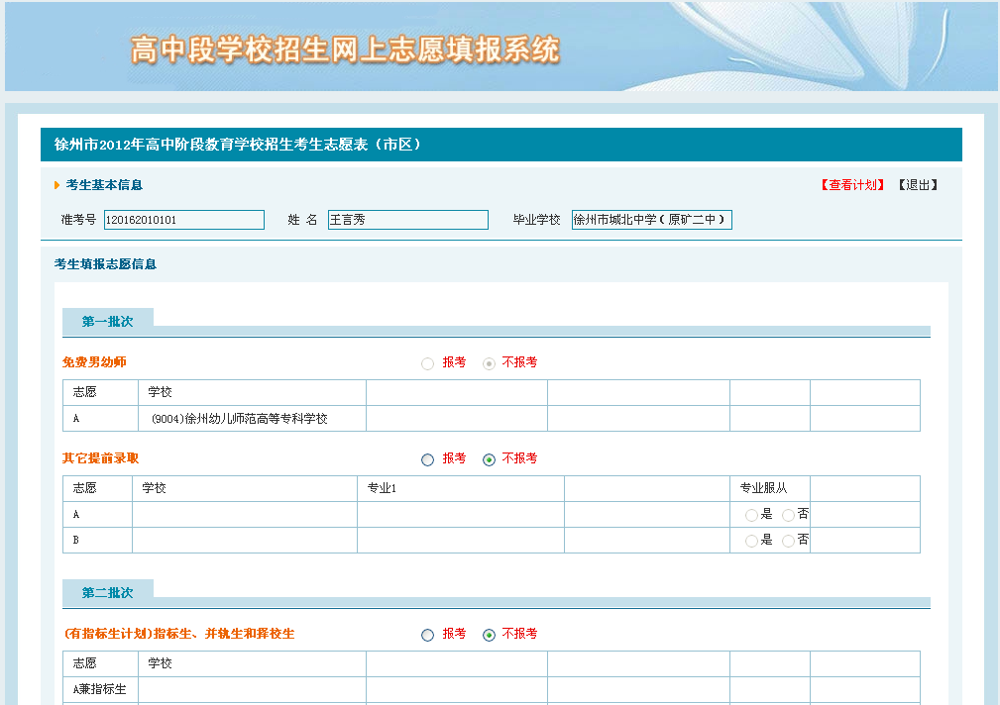 高中段学校招生网上志愿填报系统
徐州市2012年高中阶段教育学校招生考生志愿表（市区）
考生基本信息 【查看计划】 【退出】
准考号 120162010101 姓 名 王言秀 毕业学校 徐州市城北中学（原矿二中）
考生填报志愿信息
第一批次
免费男幼师 报考 不报考
志愿 学校
A (9004)徐州幼儿师范高等专科学校
其它提前录取 报考 不报考
志愿 学校 专业1 专业服从
A 是 否
B 是 否
第二批次
(有指标生计划)指标生、并轨生和择校生 报考 不报考
志愿 学校
A兼指标生